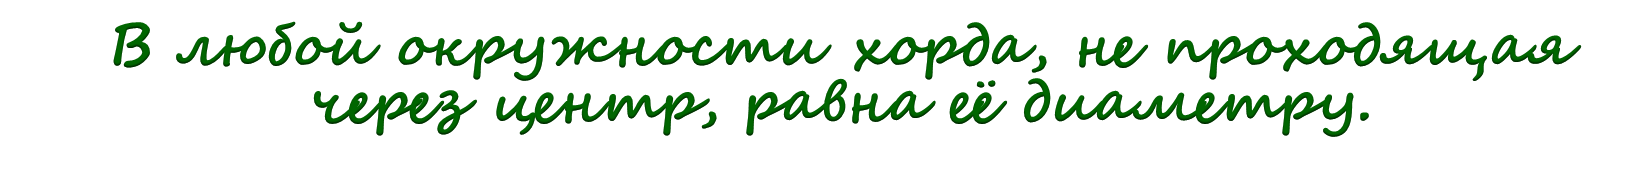 В любой окружности хорда, не проходящая
через центр, равна её диаметру.